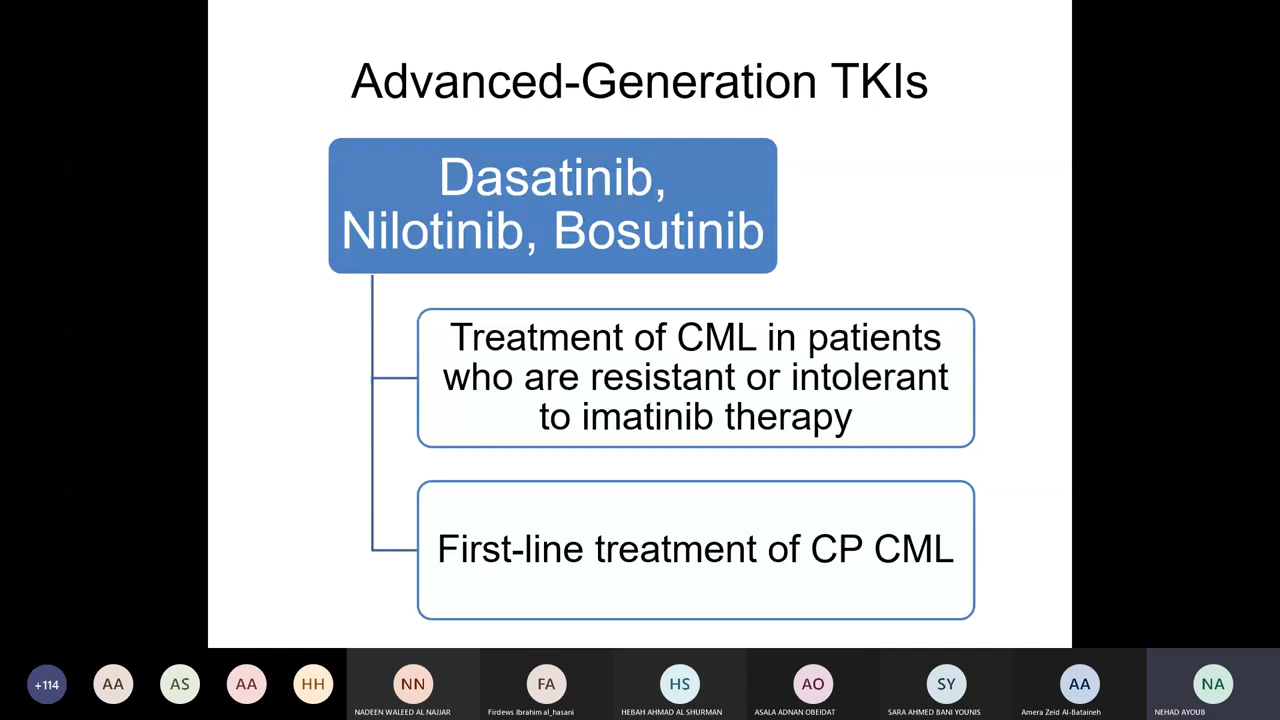 Advanced-Generation TKIs
Dasatinib,
Nilotinib, Bosutinib
Treatment of CML in patients
who are resistant or intolerant
to imatinib therapy
First-line treatment of CP CML
+114
AA
AS
AA
HH
NN
FA
HS
AO
SY
AA
NA
NADEEN WALEED AL NAJJAR
Firdews Ibrahim al_hasani
HEBAH AHMAD AL SHURMAN
ASALA ADNAN OBEIDAT
SARA AHMED BANI YOUNIS
Amera Zeid Al-Bataineh
NEHAD AYOUB